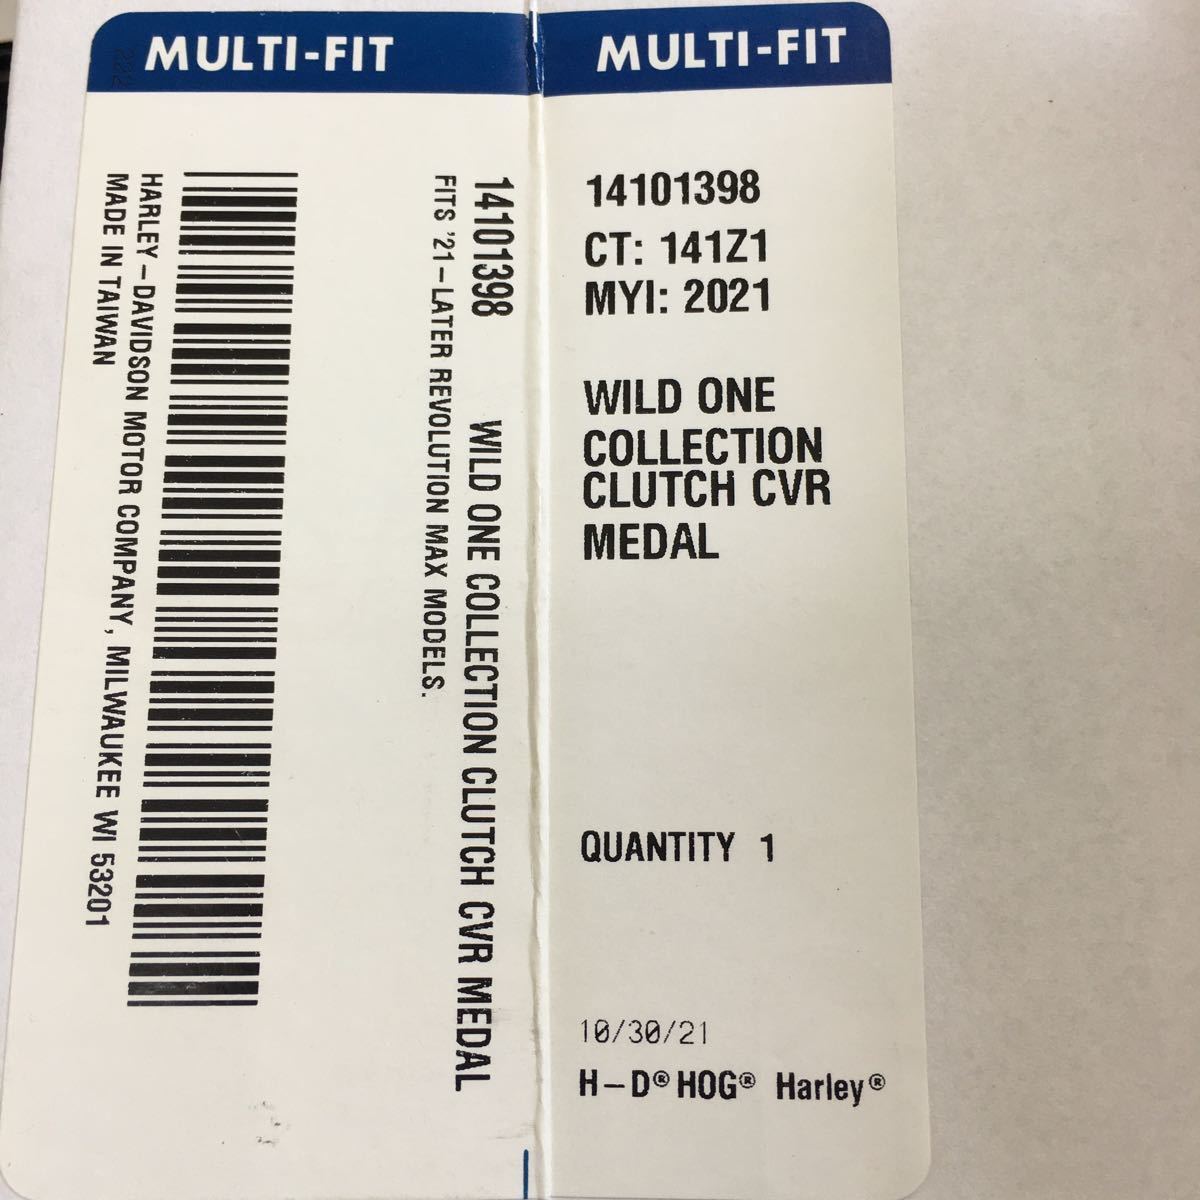 MULTI-FIT
14101398 WILD ONE COLLECTION CLUTCH CVR MEDAL
FITS '21-LATER REVOLUTION MAX MODELS.
HARLEY-DAVIDSON MOTOR COMPANY, MILWAUKEE WI 53201
MADE IN TAIWAN
MULTI-FIT
14101398
CT: 141Z1
MYI: 2021
WILD ONE
COLLECTION
CLUTCH CVR
MEDAL
QUANTITY 1
10/30/21
H-D® HOG® Harley®